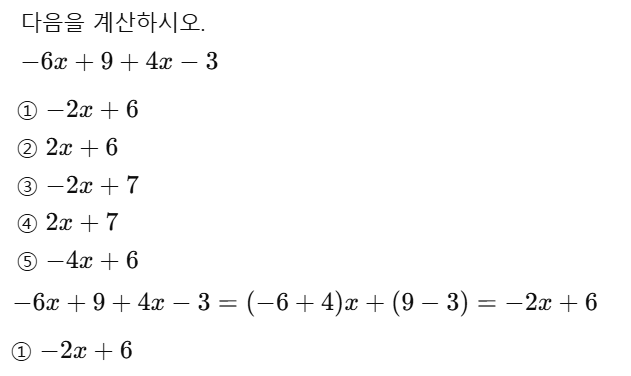 다음을 계산하시오.
−6x + 9 + 4x − 3
① −2x + 6
② 2x + 6
③ −2x + 7
④ 2x + 7
⑤ −4x + 6
−6x + 9 + 4x − 3 = (−6 + 4)x + (9 − 3) = −2x + 6
① −2x + 6